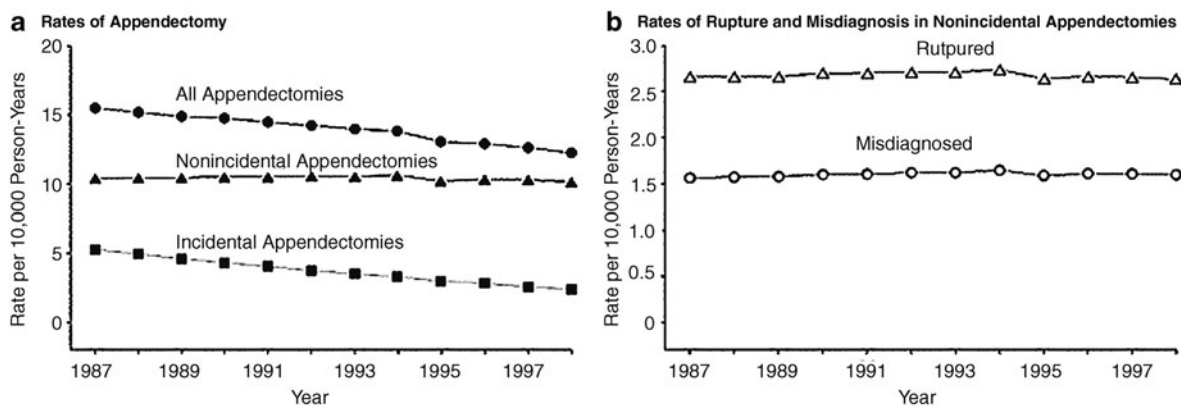 a Rates of Appendectomy
20
15
10
5
0
Rate per 10,000 Person-Years
All Appendectomies
Nonincidental Appendectomies
Incidental Appendectomies
1987 1989 1991 1993 1995 1997
Year
b Rates of Rupture and Misdiagnosis in Nonincidental Appendectomies
3.0
2.5
2.0
1.5
1.0
0.5
0
Rate per 10,000 Person-Years
Rutpured
Misdiagnosed
1987 1989 1991 1993 1995 1997
Year